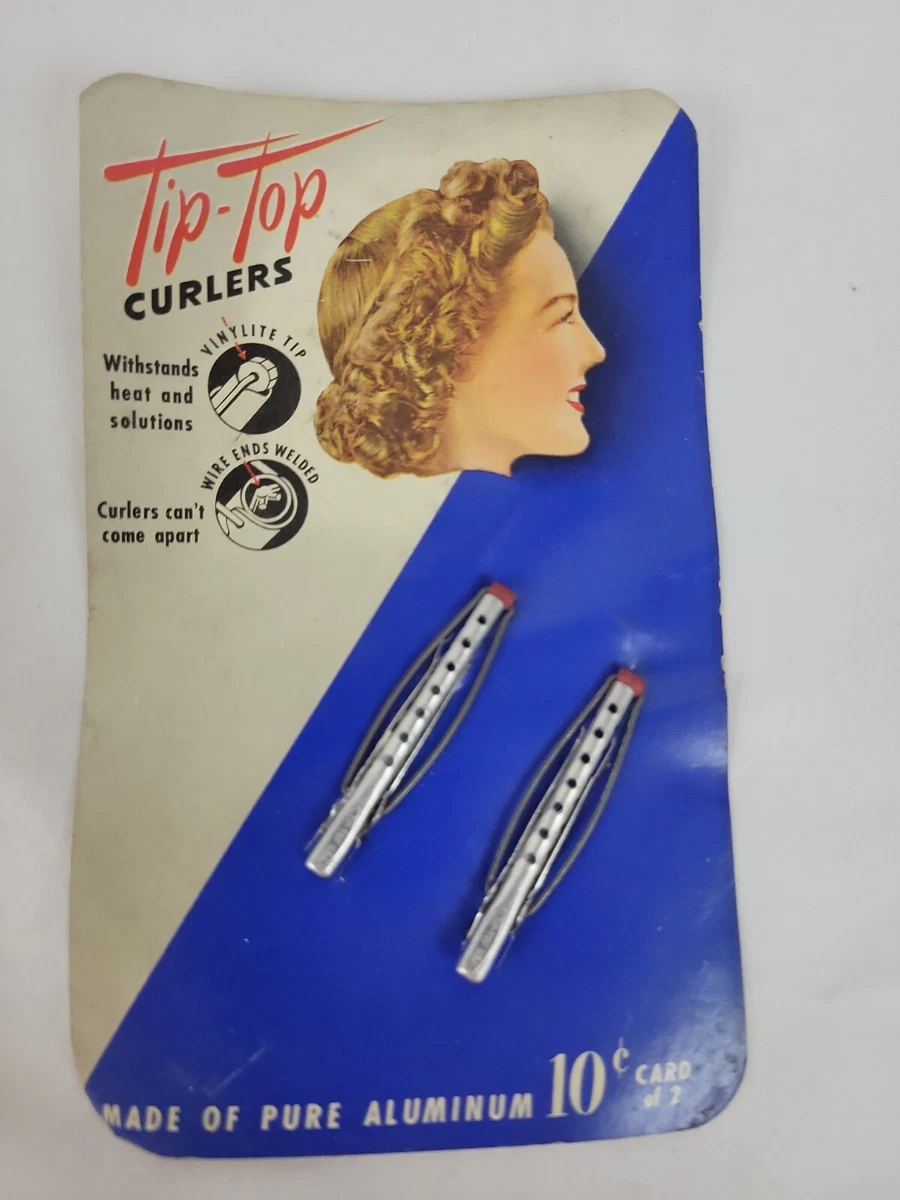 Tip-Top
CURLERS
VINYLITE TIP
Withstands
heat and
solutions
WIRE ENDS WELDED
Curlers can't
come apart
MADE OF PURE ALUMINUM 10¢ CARD
of 2